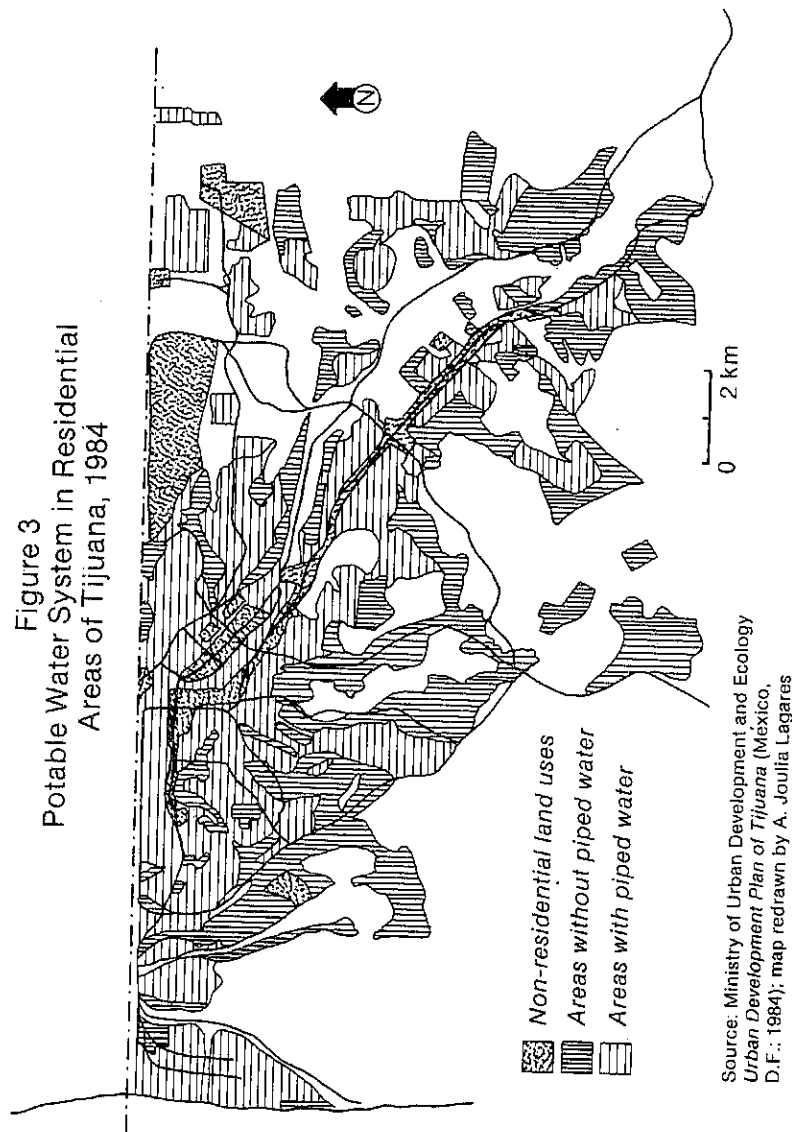 Figure 3
Potable Water System in Residential
Areas of Tijuana, 1984
N
0 2 km
Non-residential land uses
Areas without piped water
Areas with piped water
Source: Ministry of Urban Development and Ecology
Urban Development Plan of Tijuana (México,
D.F.: 1984); map redrawn by A. Joulia Lagares